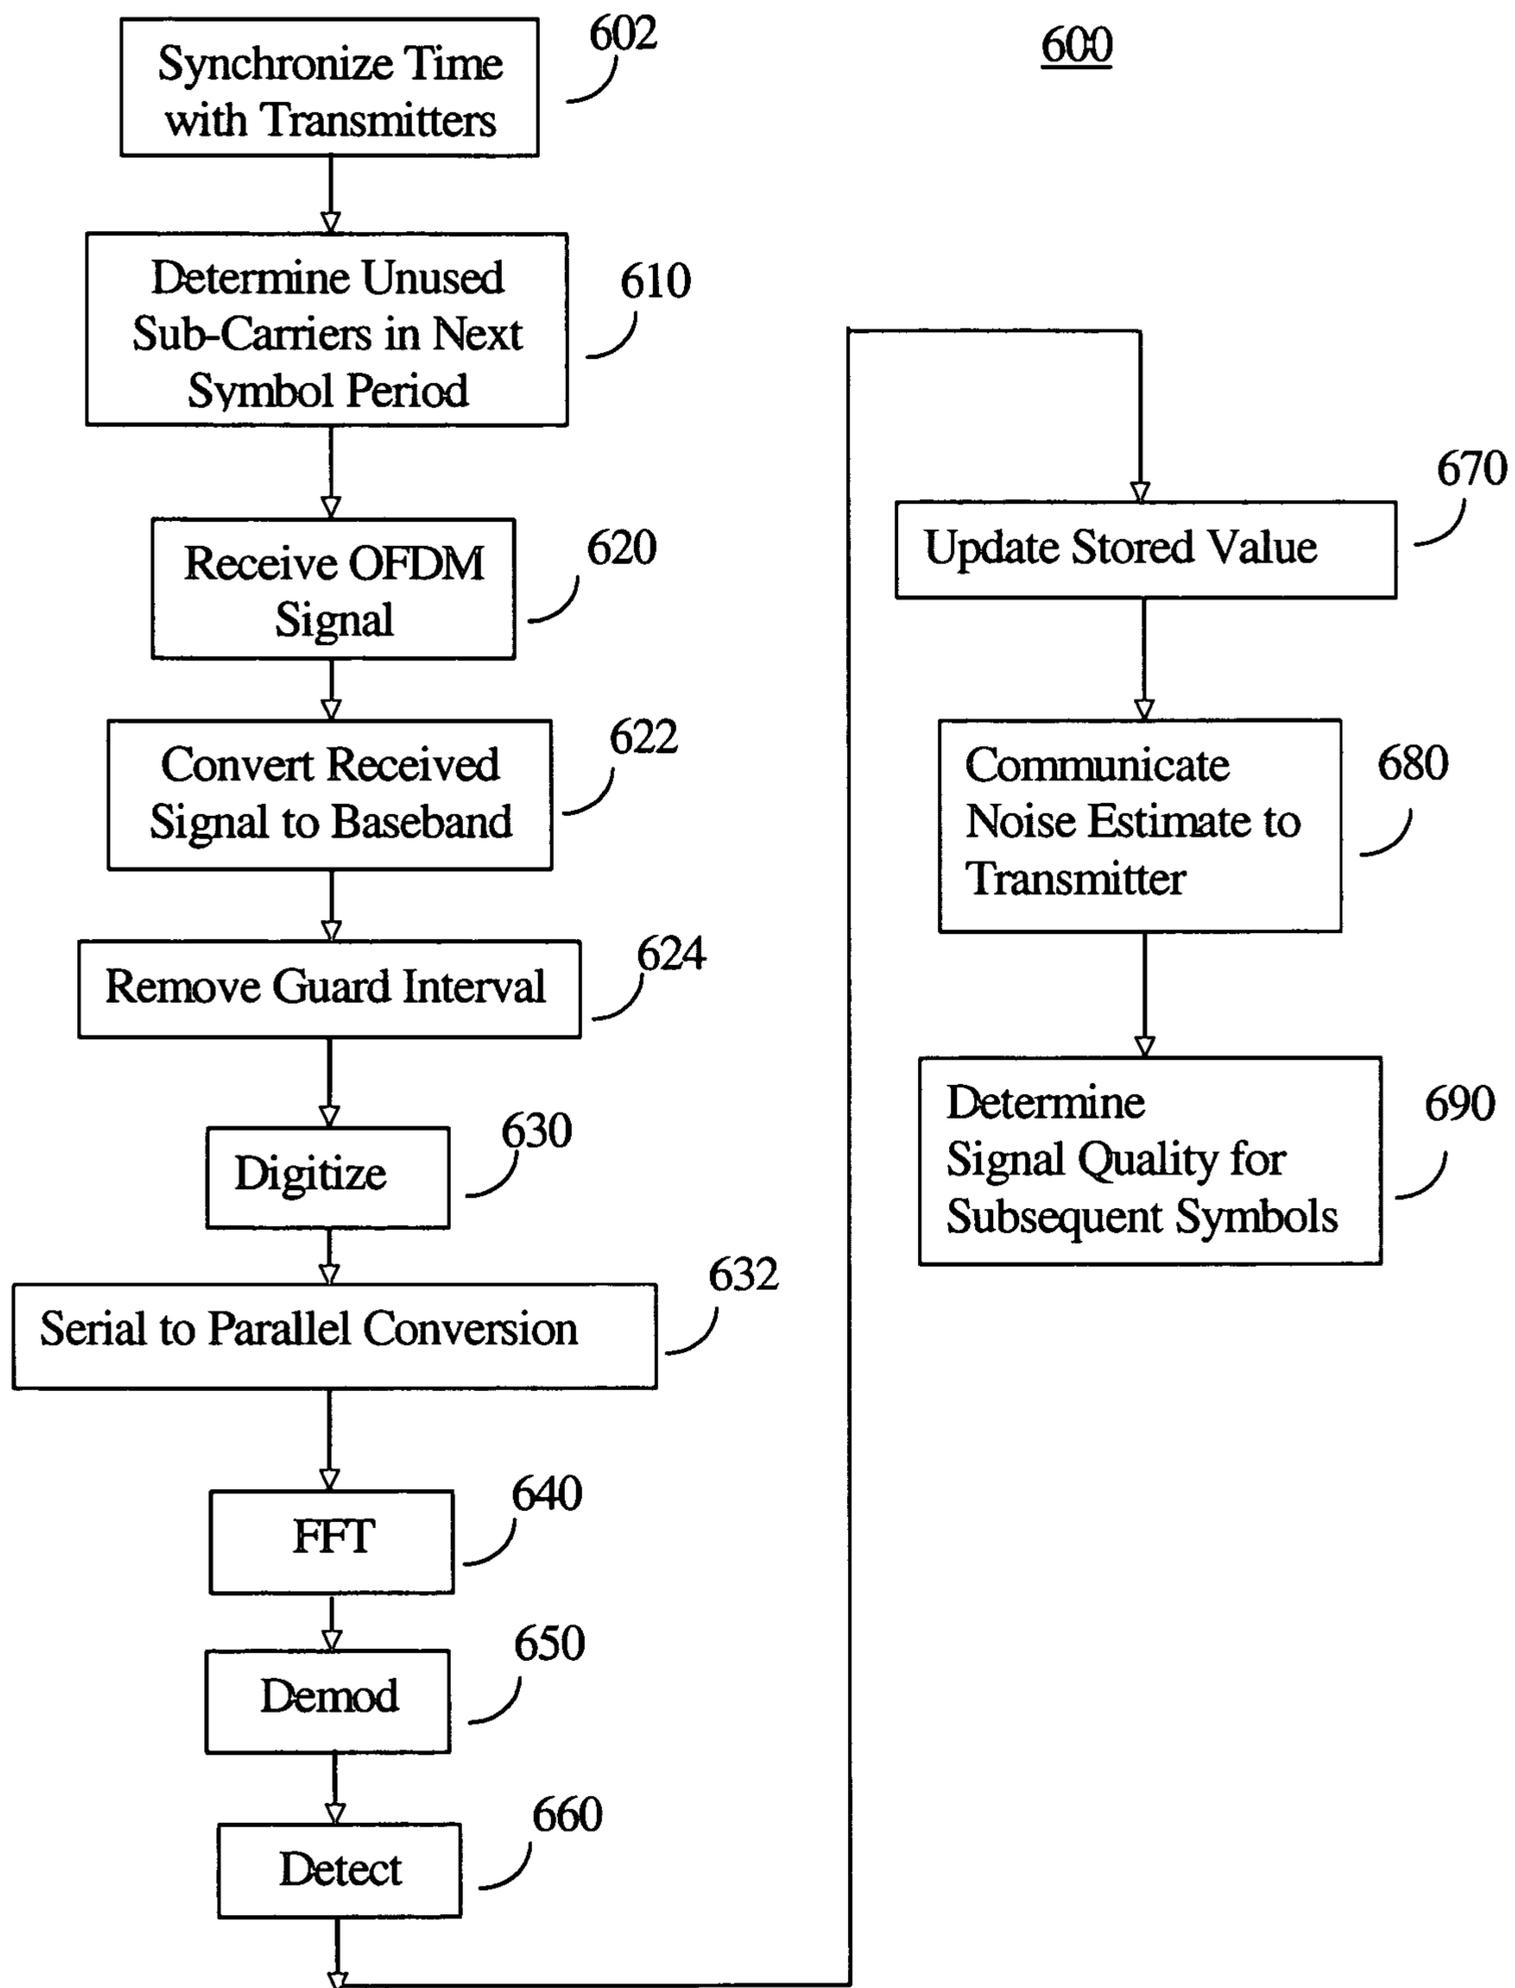 600
Synchronize Time
with Transmitters
602
Determine Unused
Sub-Carriers in Next
Symbol Period
610
Receive OFDM
Signal
620
Convert Received
Signal to Baseband
622
Remove Guard Interval
624
Digitize
630
Serial to Parallel Conversion
632
FFT
640
Demod
650
Detect
660
Update Stored Value
670
Communicate
Noise Estimate to
Transmitter
680
Determine
Signal Quality for
Subsequent Symbols
690